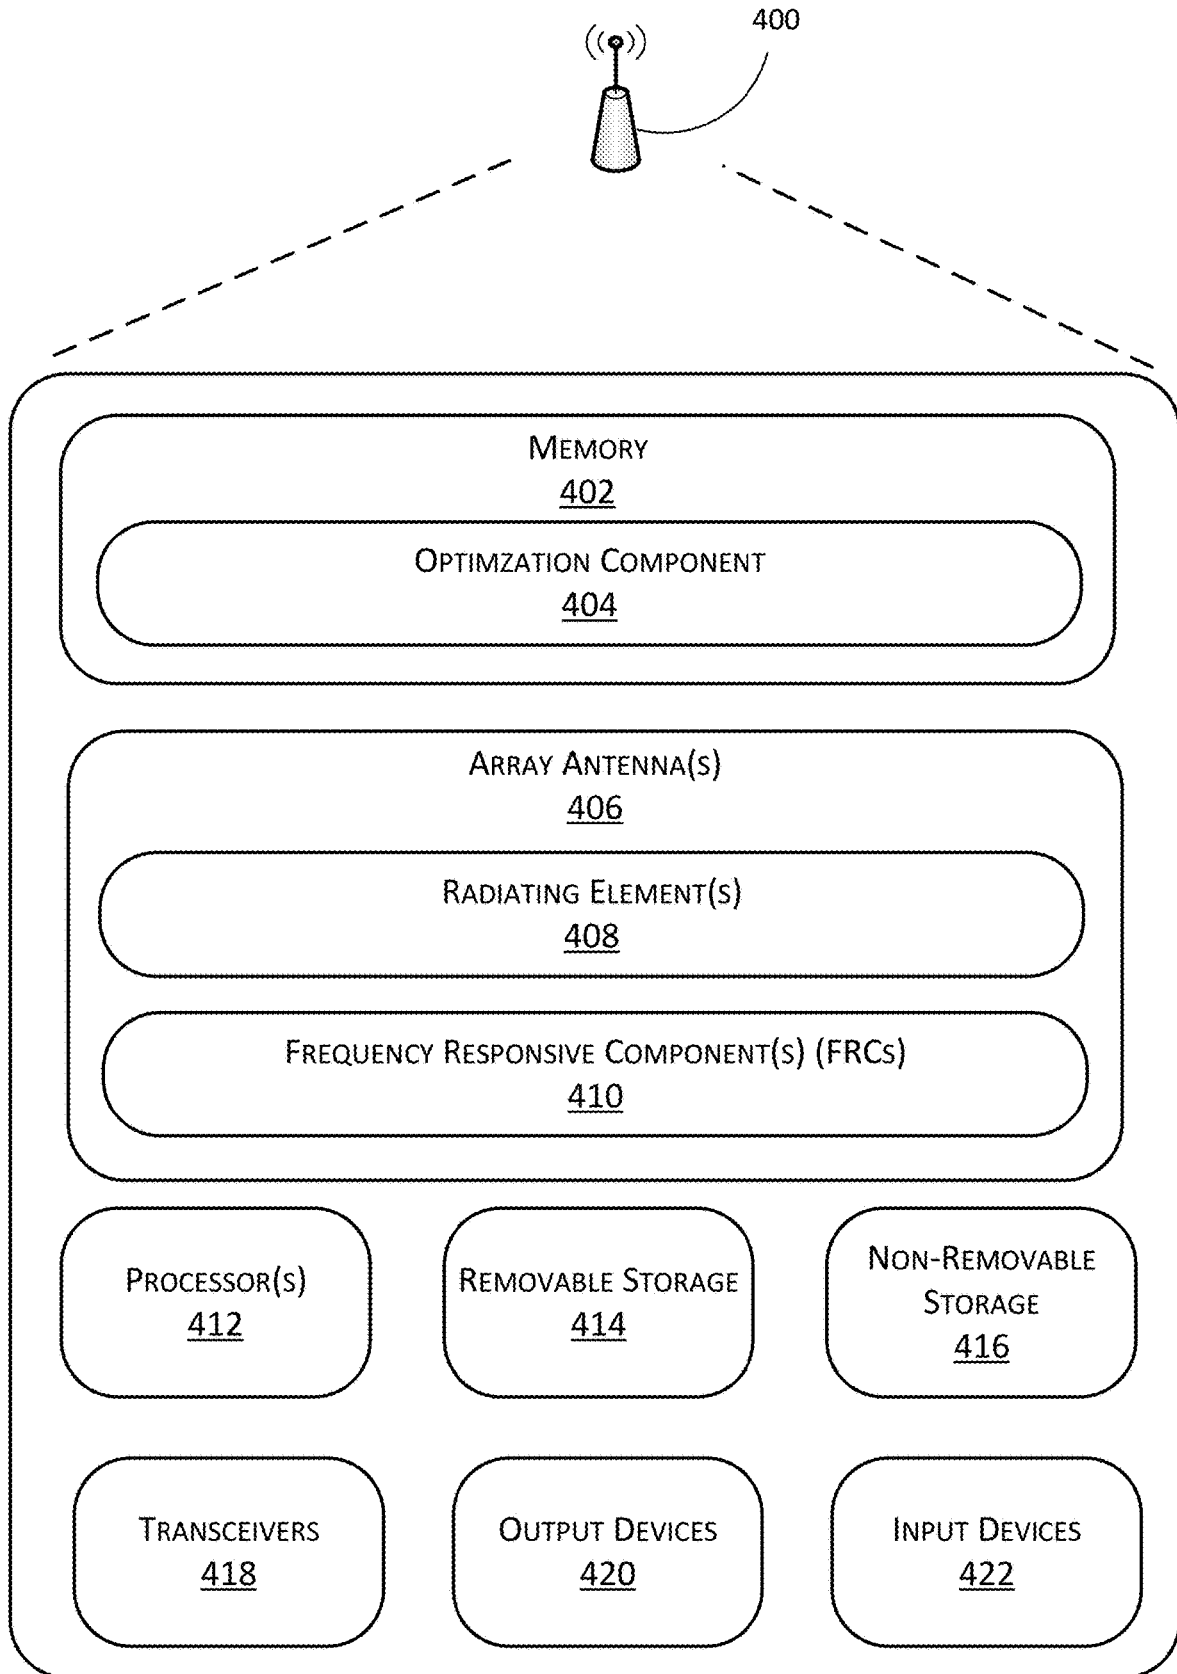 400
MEMORY
402
OPTIMZATION COMPONENT
404
ARRAY ANTENNA(S)
406
RADIATING ELEMENT(S)
408
FREQUENCY RESPONSIVE COMPONENT(S) (FRCS)
410
PROCESSOR(S)
412
REMOVABLE STORAGE
414
NON-REMOVABLE
STORAGE
416
TRANSCEIVERS
418
OUTPUT DEVICES
420
INPUT DEVICES
422